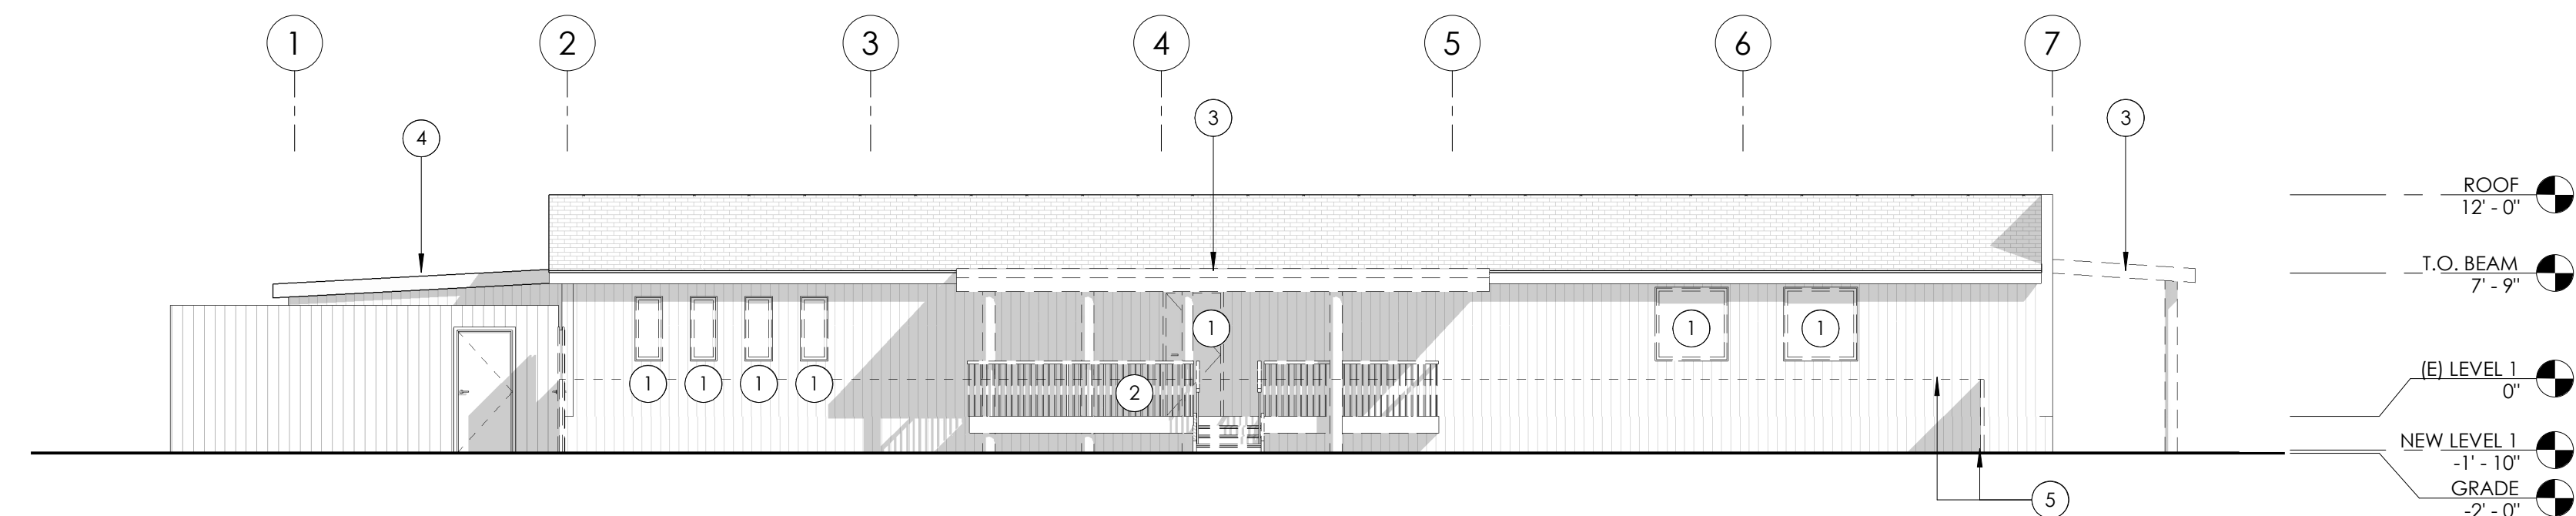 1 2 3 4 5 6 7
4 3 3
ROOF
12' - 0"
T.O. BEAM
7' - 9"
1 1 1
1 1 1 1
2
(E) LEVEL 1
0"
NEW LEVEL 1
-1' - 10"
5
GRADE
-2' - 0"